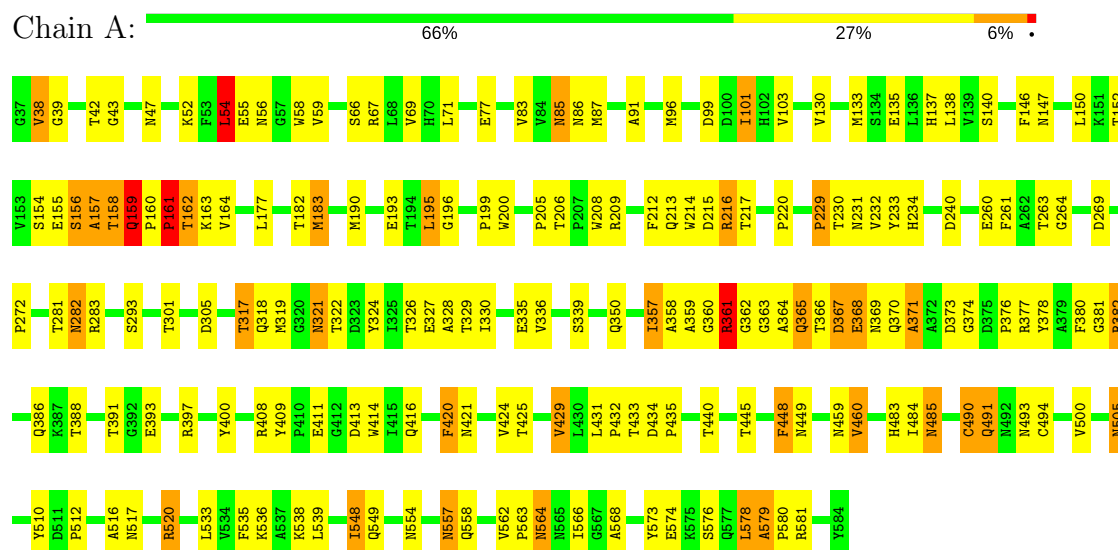 Chain A:
66% 27% 6% •
G37 V38 G39 T42 G43 N47 K52 F53 L54 E55 N56 G57 W58 V59 S66 R67 L68 V69 H70 L71 E77 V83 V84 N85 N86 M87 A91 M96 D99 D100 I101 H102 V103 V130 M133 S134 E135 L136 H137 L138 V139 S140 F146 N147 L150 K151 T152
V153 S154 E155 S156 A157 T158 Q159 P160 P161 T162 K163 V164 L177 T182 M183 M190 E193 T194 L195 G196 P199 W200 P205 T206 P207 W208 R209 F212 Q213 W214 D215 R216 T217 P220 P229 T230 N231 V232 Y233 H234 D240 E260 F261 A262 T263 G264 D269
P272 T281 N282 R283 S293 T301 D305 T317 Q318 M319 G320 N321 T322 D323 Y324 I325 T326 E327 A328 T329 I330 E335 V336 S339 Q350 I357 A358 A359 G360 R361 G362 G363 A364 Q365 T366 D367 E368 N369 Q370 A371 A372 D373 G374 D375 P376 R377 Y378 A379 F380 G381
Q386 K387 T388 T391 G392 E393 R397 Y400 R408 Y409 P410 E411 G412 D413 W414 I415 Q416 F420 N421 V424 T425 V429 L430 L431 P432 T433 D434 P435 T440 T445 F448 N449 N459 V460 H483 I484 N485 C490 Q491 N492 N493 C494 V500 N505
Y510 D511 P512 A516 N517 R520 L533 V534 F535 K536 A537 K538 L539 I548 Q549 N554 N557 Q558 V562 P563 N564 N565 I566 G567 A568 Y573 E574 K575 S576 Q577 L578 A579 P580 R581 Y584